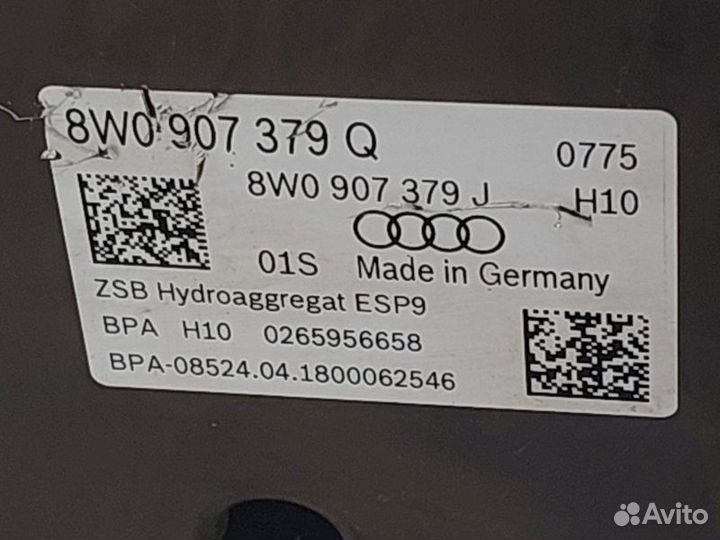 8W0 907 379 Q
0775
8W0 907 379 J
H10
01S Made in Germany
ZSB Hydroaggregat ESP9
BPA H10 0265956658
BPA-08524.04.1800062546
Avito